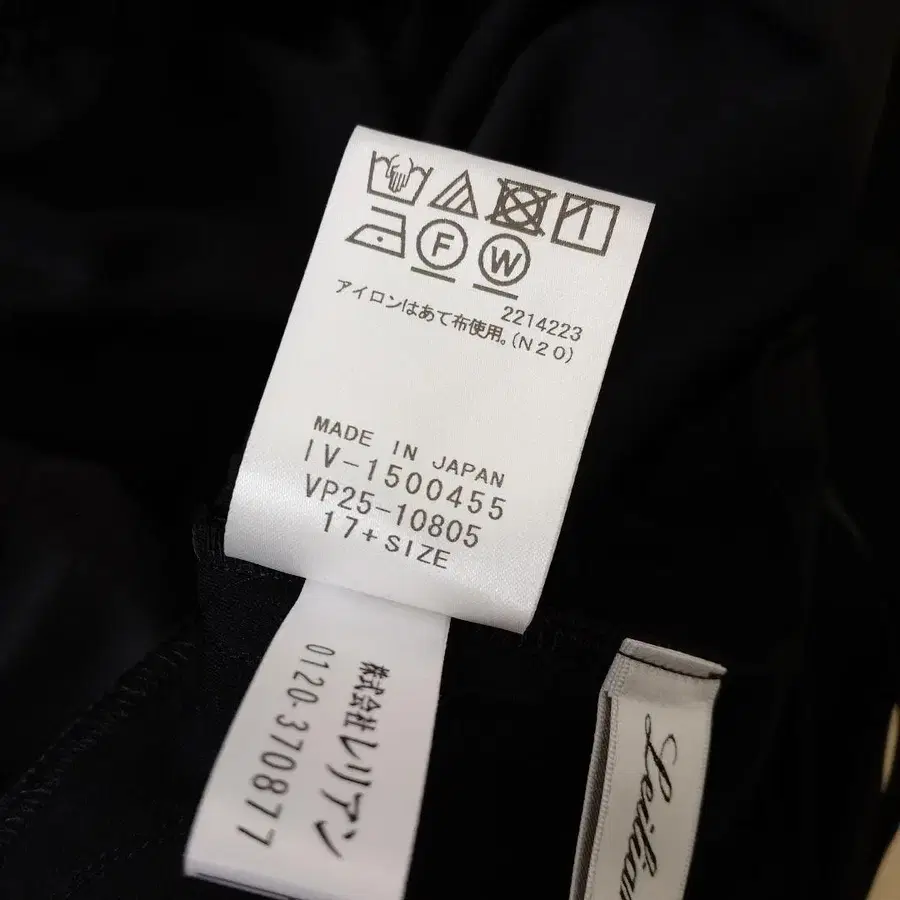 F W
2214223
アイロンはあて布使用。(N20)
MADE IN JAPAN
IV-1500455
VP25-10805
17+SIZE
株式会社レリアン
0120-370877